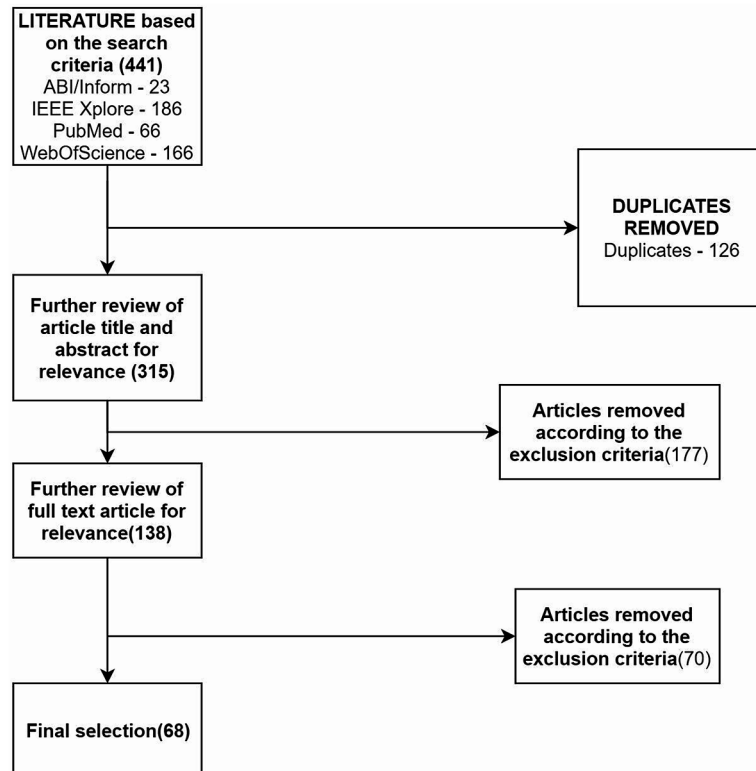 LITERATURE based
on the search
criteria (441)
ABI/Inform - 23
IEEE Xplore - 186
PubMed - 66
WebOfScience - 166
DUPLICATES
REMOVED
Duplicates - 126
Further review of
article title and
abstract for
relevance (315)
Articles removed
according to the
exclusion criteria(177)
Further review of
full text article for
relevance(138)
Articles removed
according to the
exclusion criteria(70)
Final selection(68)